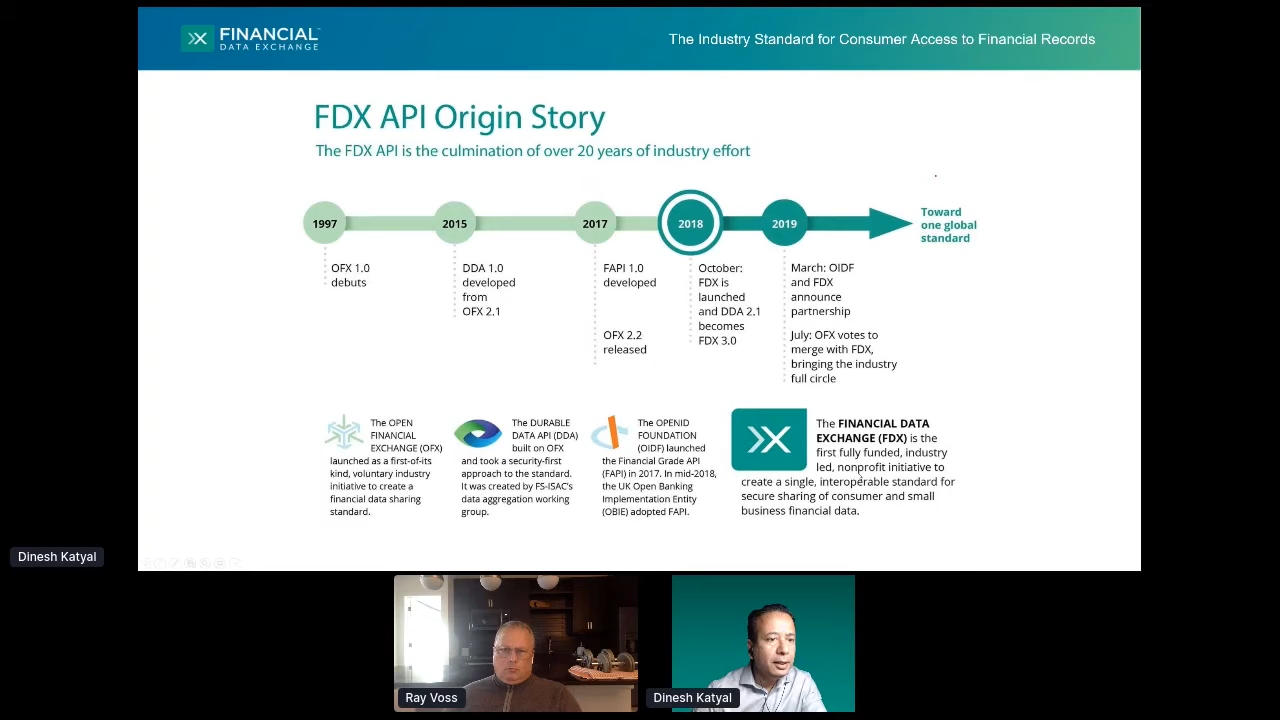 FINANCIAL
DATA EXCHANGE
The Industry Standard for Consumer Access to Financial Records
FDX API Origin Story
The FDX API is the culmination of over 20 years of industry effort
1997
2015
2017
2018
2019
Toward
one global
standard
OFX 1.0
debuts
DDA 1.0
developed
from
OFX 2.1
FAPI 1.0
developed
OFX 2.2
released
October:
FDX is
launched
and DDA 2.1
becomes
FDX 3.0
March: OIDF
and FDX
announce
partnership
July: OFX votes to
merge with FDX,
bringing the industry
full circle
The OPEN
FINANCIAL
EXCHANGE (OFX)
launched as a first-of-its
kind, voluntary industry
initiative to create a
financial data sharing
standard.
The DURABLE
DATA API (DDA)
built on OFX
and took a security-first
approach to the standard.
It was created by FS-ISAC's
data aggregation working
group.
The OPENID
FOUNDATION
(OIDF) launched
the Financial Grade API
(FAPI) in 2017. In mid-2018,
the UK Open Banking
Implementation Entity
(OBIE) adopted FAPI.
The FINANCIAL DATA
EXCHANGE (FDX) is the
first fully funded, industry
led, nonprofit initiative to
create a single, interoperable standard for
secure sharing of consumer and small
business financial data.
Dinesh Katyal
Ray Voss
Dinesh Katyal